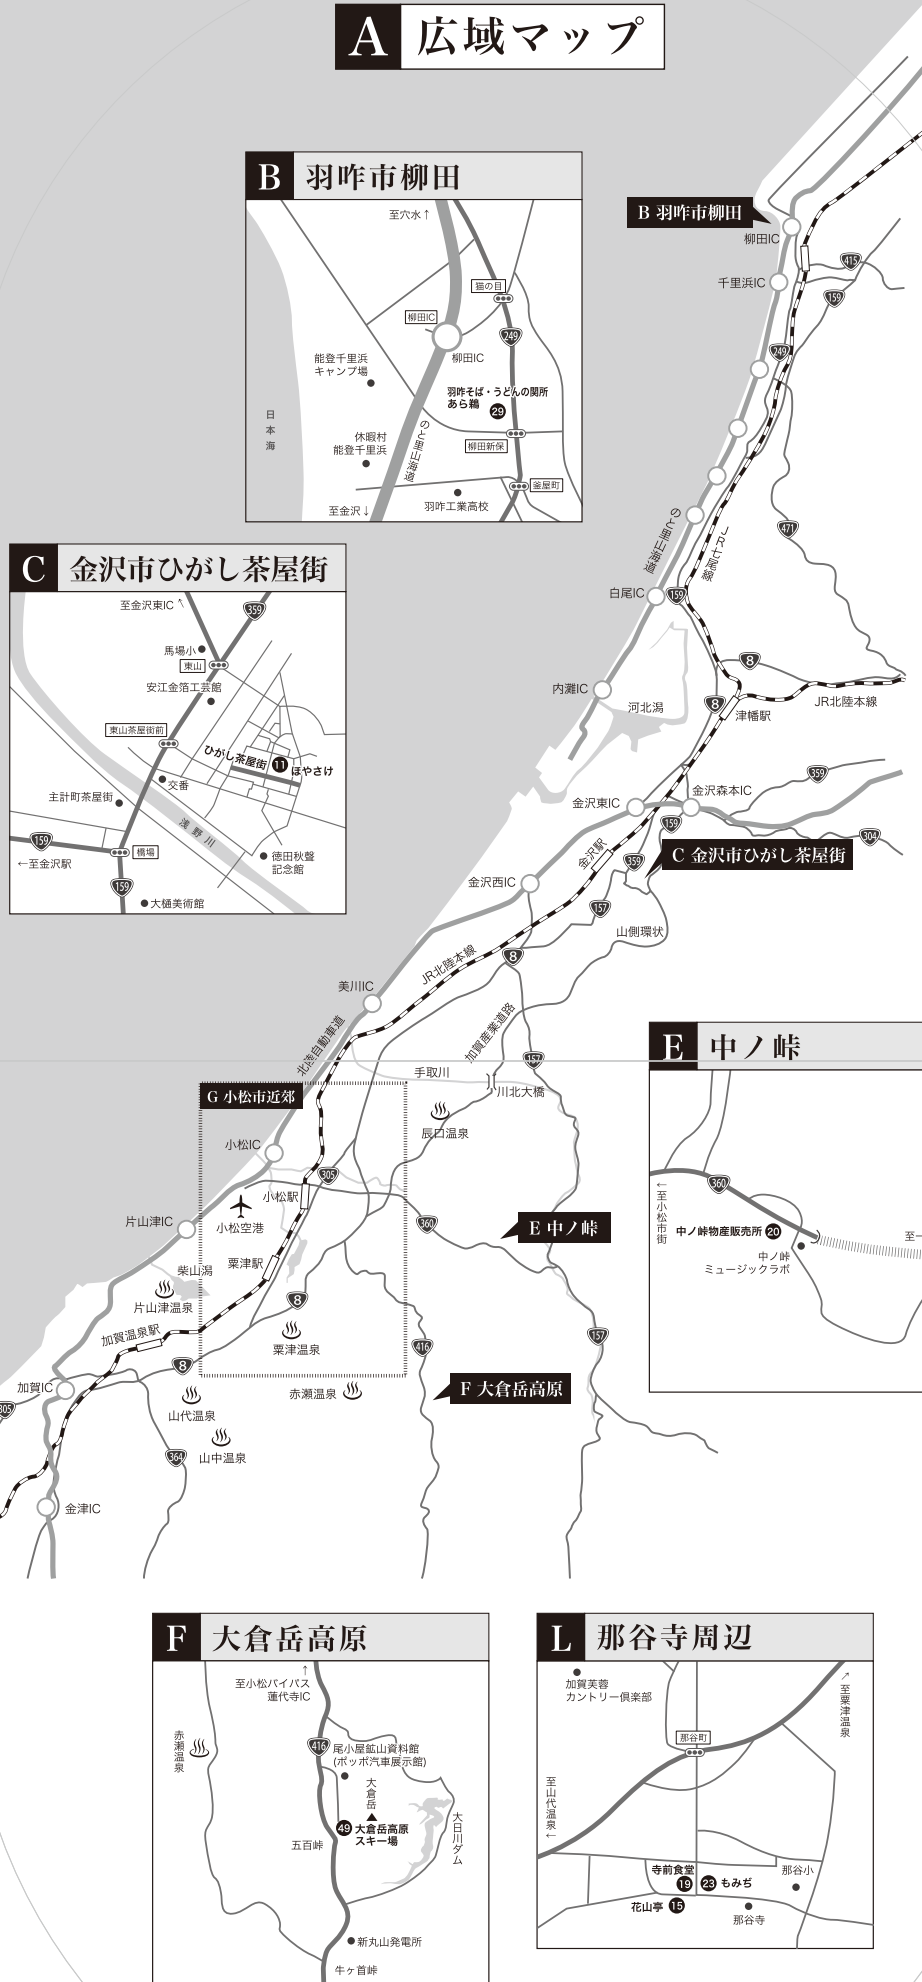 A 広域マップ
B 羽咋市柳田
至穴水↑
猫の目
柳田IC
249
柳田IC
能登千里浜
キャンプ場
羽咋そば・うどんの関所
あら鵜
29
日本海
休暇村
能登千里浜
のと里山海道
柳田新保
釜屋町
羽咋工業高校
至金沢↓
B 羽咋市柳田
柳田IC
415
千里浜IC
159
249
471
のと里山海道
JR七尾線
白尾IC
159
8
内灘IC
河北潟
8
津幡駅
JR北陸本線
C 金沢市ひがし茶屋街
至金沢東IC↑
359
馬場小
東山
安江金箔工芸館
東山茶屋街前
ひがし茶屋街
11
ほやさけ
交番
主計町茶屋街
浅野川
159
橋場
←至金沢駅
徳田秋聲
記念館
159
大樋美術館
359
金沢森本IC
金沢東IC
159
304
金沢駅
359
C 金沢市ひがし茶屋街
金沢西IC
157
山側環状
8
JR北陸本線
美川IC
北陸自動車道
加賀産業道路
157
手取川
川北大橋
G 小松市近郊
辰口温泉
小松IC
305
小松駅
小松空港
片山津IC
360
E 中ノ峠
柴山潟
粟津駅
片山津温泉
8
加賀温泉駅
粟津温泉
157
416
8
加賀IC
赤瀬温泉
F 大倉岳高原
305
山代温泉
山中温泉
364
金津IC
E 中ノ峠
360
←至小松市街
中ノ峠物産販売所
20
中ノ峠
ミュージックラボ
至一
F 大倉岳高原
↑
至小松バイパス
蓮代寺IC
赤瀬温泉
416
尾小屋鉱山資料館
(ポッポ汽車展示館)
大倉岳
49
大倉岳高原
スキー場
大日川ダム
五百峠
新丸山発電所
牛ヶ首峠
L 那谷寺周辺
加賀芙蓉
カントリー倶楽部
↑至粟津温泉
那谷町
至山代温泉←
寺前食堂
19
23
もみぢ
那谷小
花山亭
15
那谷寺